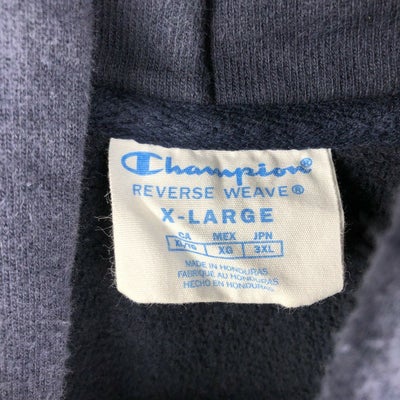 Champion
REVERSE WEAVE®
X-LARGE
CA MEX JPN
XL/TG XG 3XL
MADE IN HONDURAS
FABRIQUÉ AU HONDURAS
HECHO EN HONDURAS